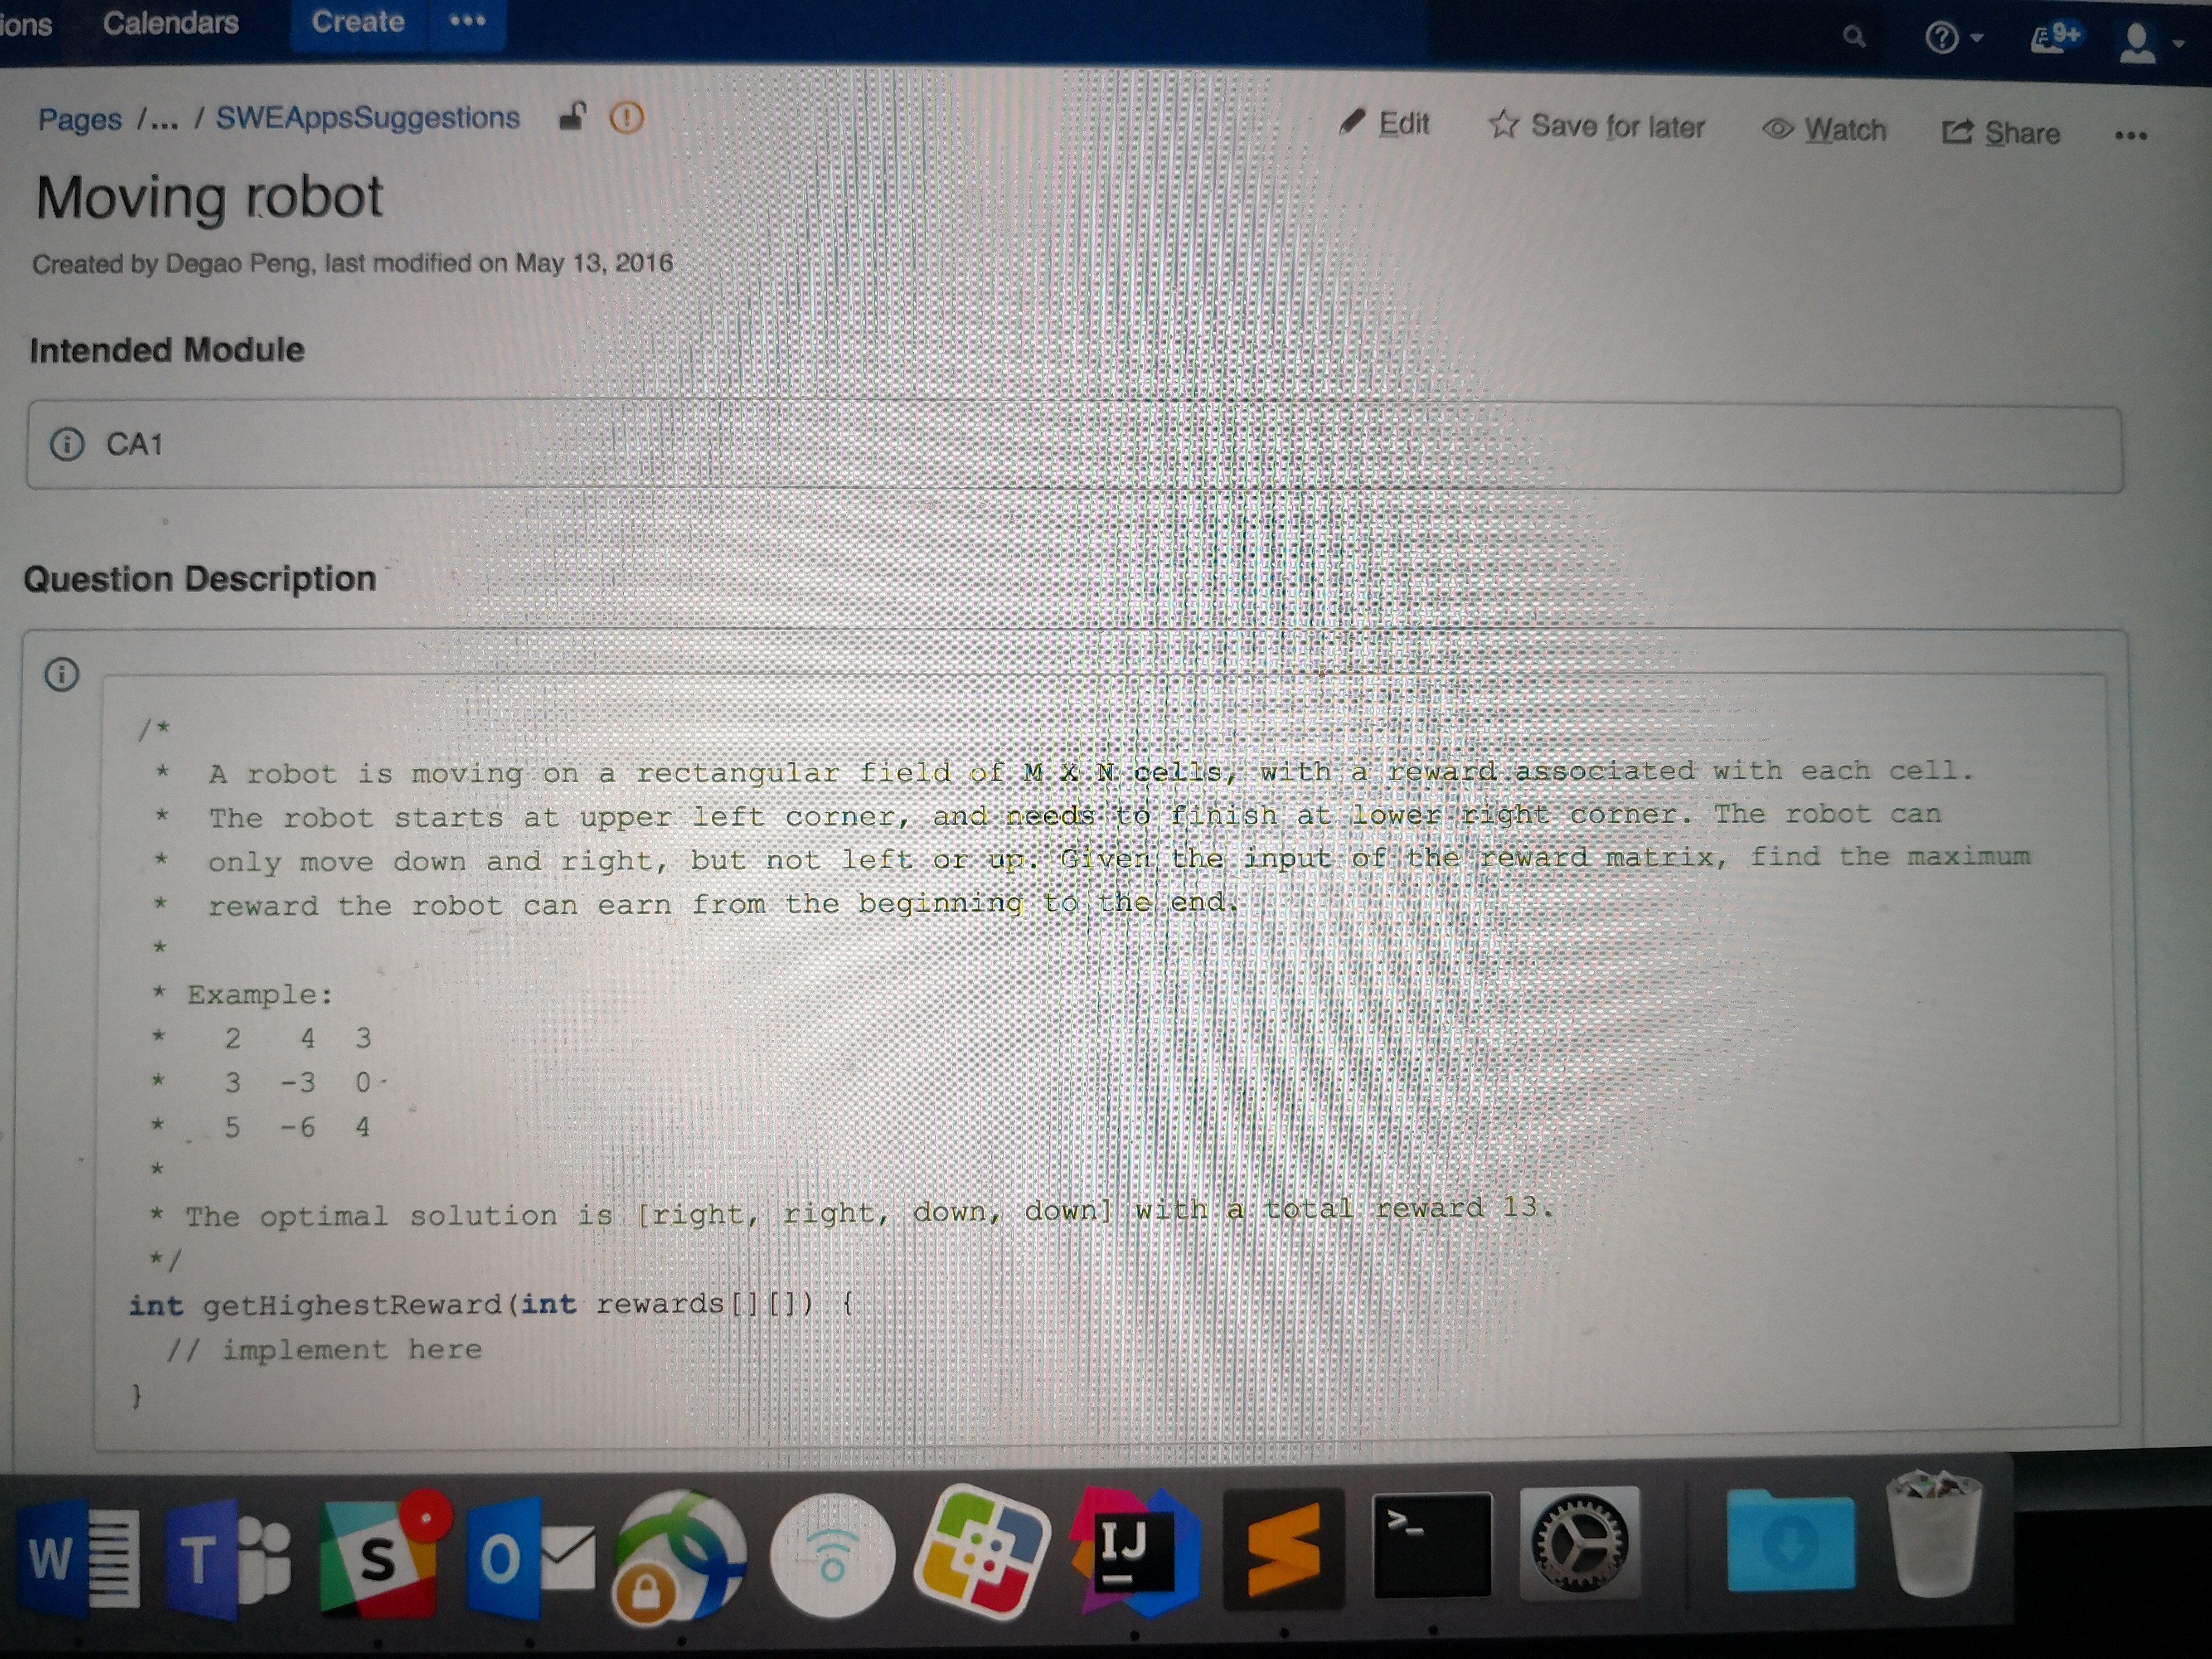 ions Calendars Create •••
9+
Pages /... / SWEAppsSuggestions
Edit Save for later Watch Share •••
Moving robot
Created by Degao Peng, last modified on May 13, 2016
Intended Module
CA1
Question Description
/*
* A robot is moving on a rectangular field of M X N cells, with a reward associated with each cell.
* The robot starts at upper left corner, and needs to finish at lower right corner. The robot can
* only move down and right, but not left or up. Given the input of the reward matrix, find the maximum
* reward the robot can earn from the beginning to the end.
*
* Example:
* 2 4 3
* 3 -3 0
* 5 -6 4
*
* The optimal solution is [right, right, down, down] with a total reward 13.
*/
int getHighestReward(int rewards[][]) {
// implement here
}
W T S O IJ >_